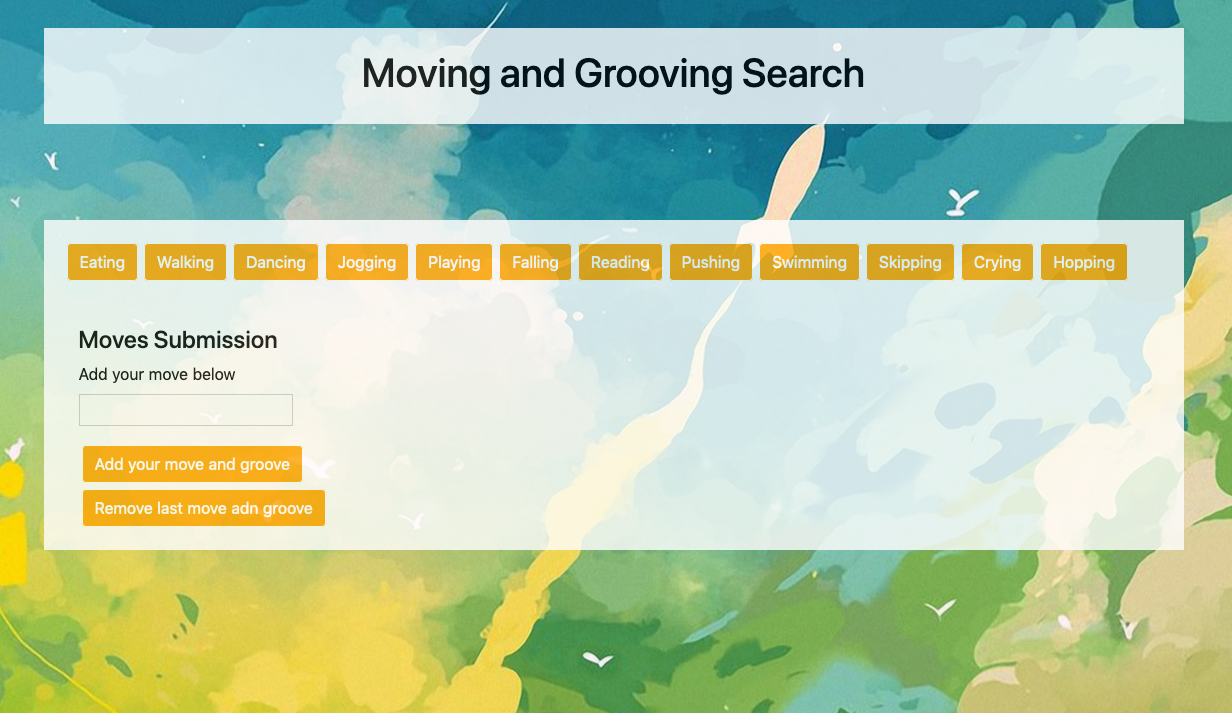 Moving and Grooving Search
Eating Walking Dancing Jogging Playing Falling Reading Pushing Swimming Skipping Crying Hopping
Moves Submission
Add your move below
Add your move and groove
Remove last move adn groove